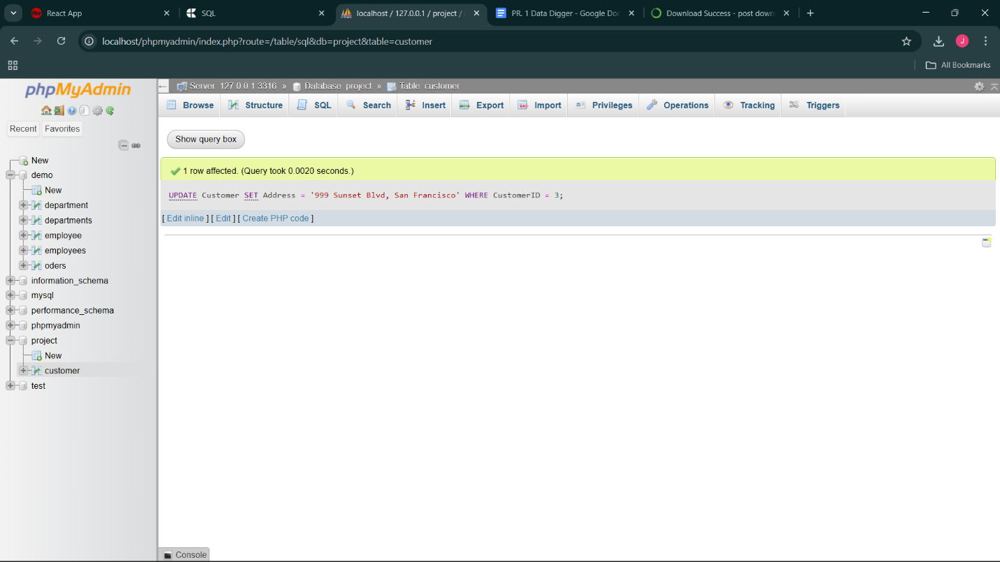 React App
SQL
localhost / 127.0.0.1 / project /
PR. 1 Data Digger - Google Doc
Download Success - post down
localhost/phpmyadmin/index.php?route=/table/sql&db=project&table=customer
J
All Bookmarks
phpMyAdmin
Recent Favorites
New
demo
New
department
departments
employee
employees
oders
information_schema
mysql
performance_schema
phpmyadmin
project
New
customer
test
Server: 127.0.0.1:3316 » Database: project » Table: customer
Browse Structure SQL Search Insert Export Import Privileges Operations Tracking Triggers
Show query box
1 row affected. (Query took 0.0020 seconds.)
UPDATE Customer SET Address = '999 Sunset Blvd, San Francisco' WHERE CustomerID = 3;
[ Edit inline ] [ Edit ] [ Create PHP code ]
Console